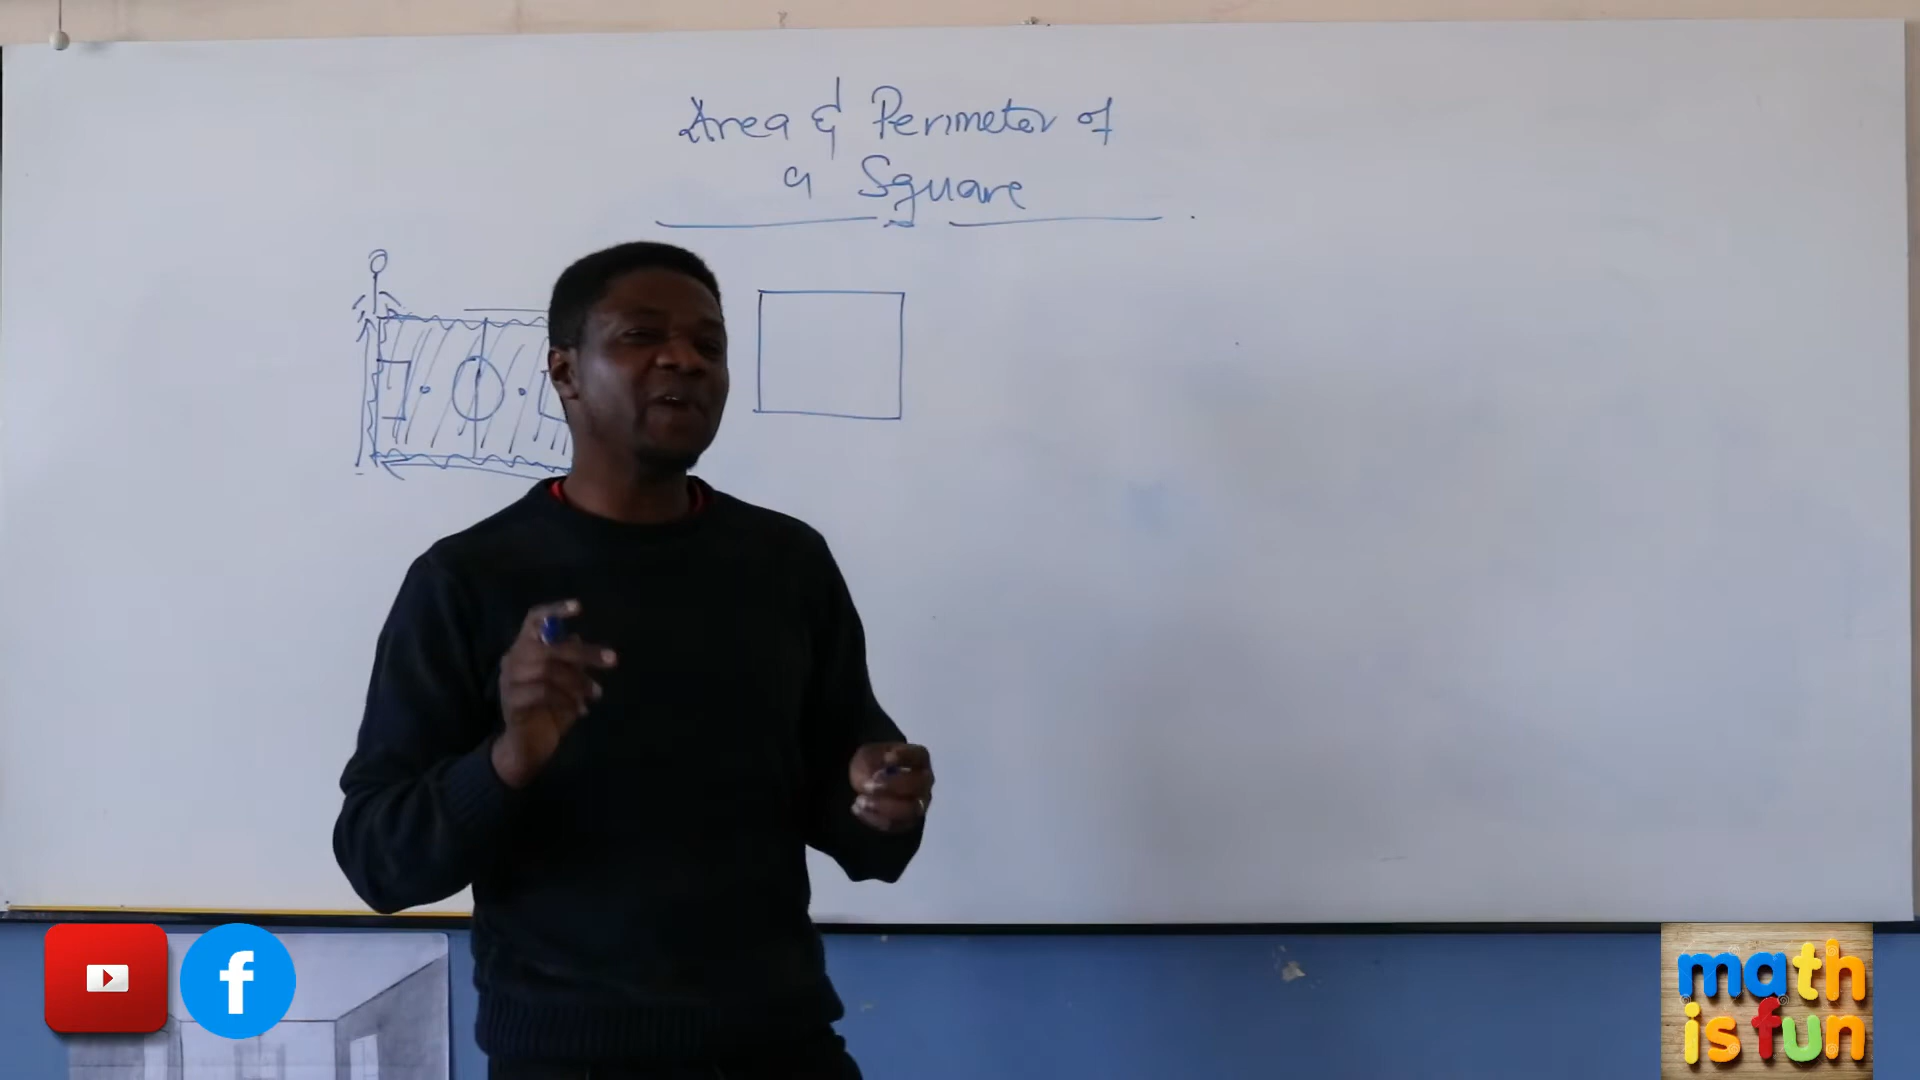 Area & Perimeter of
a Square
f
math
is fun